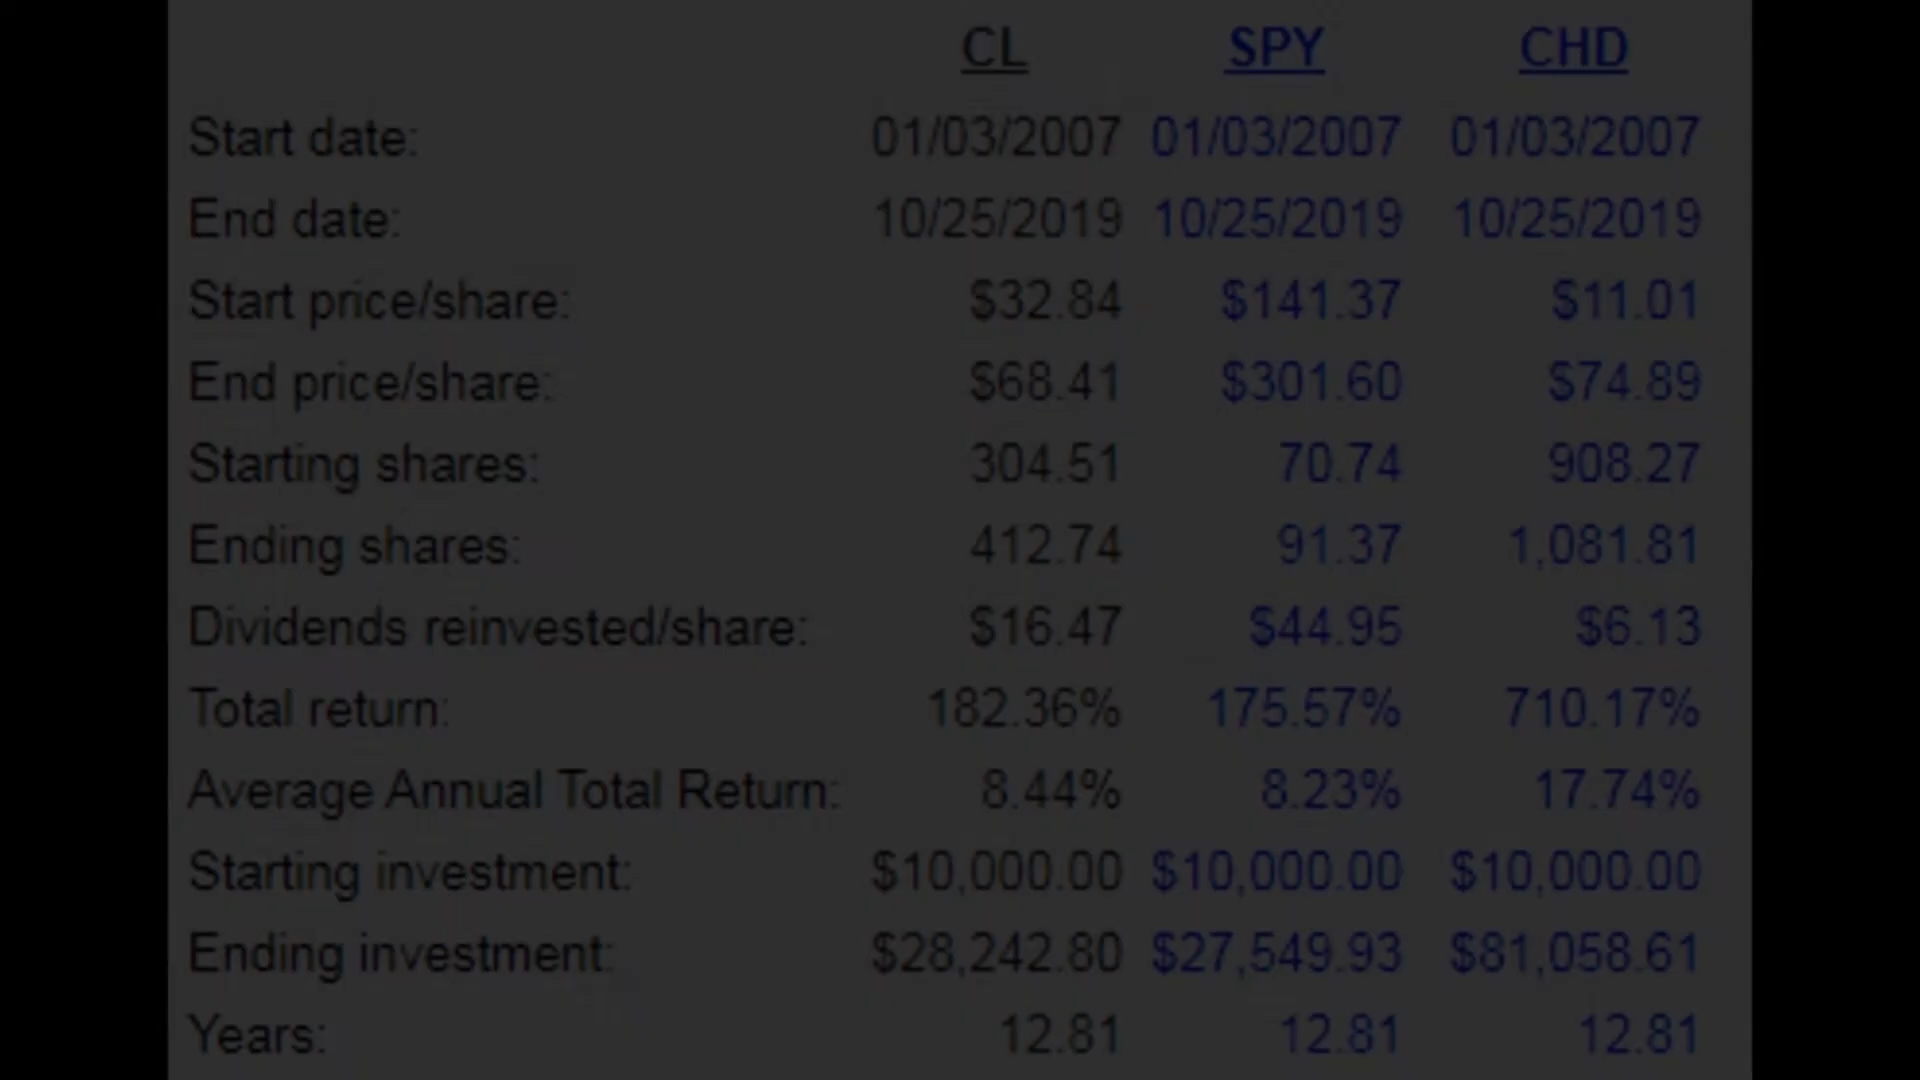 CL SPY CHD
Start date: 01/03/2007 01/03/2007 01/03/2007
End date: 10/25/2019 10/25/2019 10/25/2019
Start price/share: $32.84 $141.37 $11.01
End price/share: $68.41 $301.60 $74.89
Starting shares: 304.51 70.74 908.27
Ending shares: 412.74 91.37 1,081.81
Dividends reinvested/share: $16.47 $44.95 $6.13
Total return: 182.36% 175.57% 710.17%
Average Annual Total Return: 8.44% 8.23% 17.74%
Starting investment: $10,000.00 $10,000.00 $10,000.00
Ending investment: $28,242.80 $27,549.93 $81,058.61
Years: 12.81 12.81 12.81